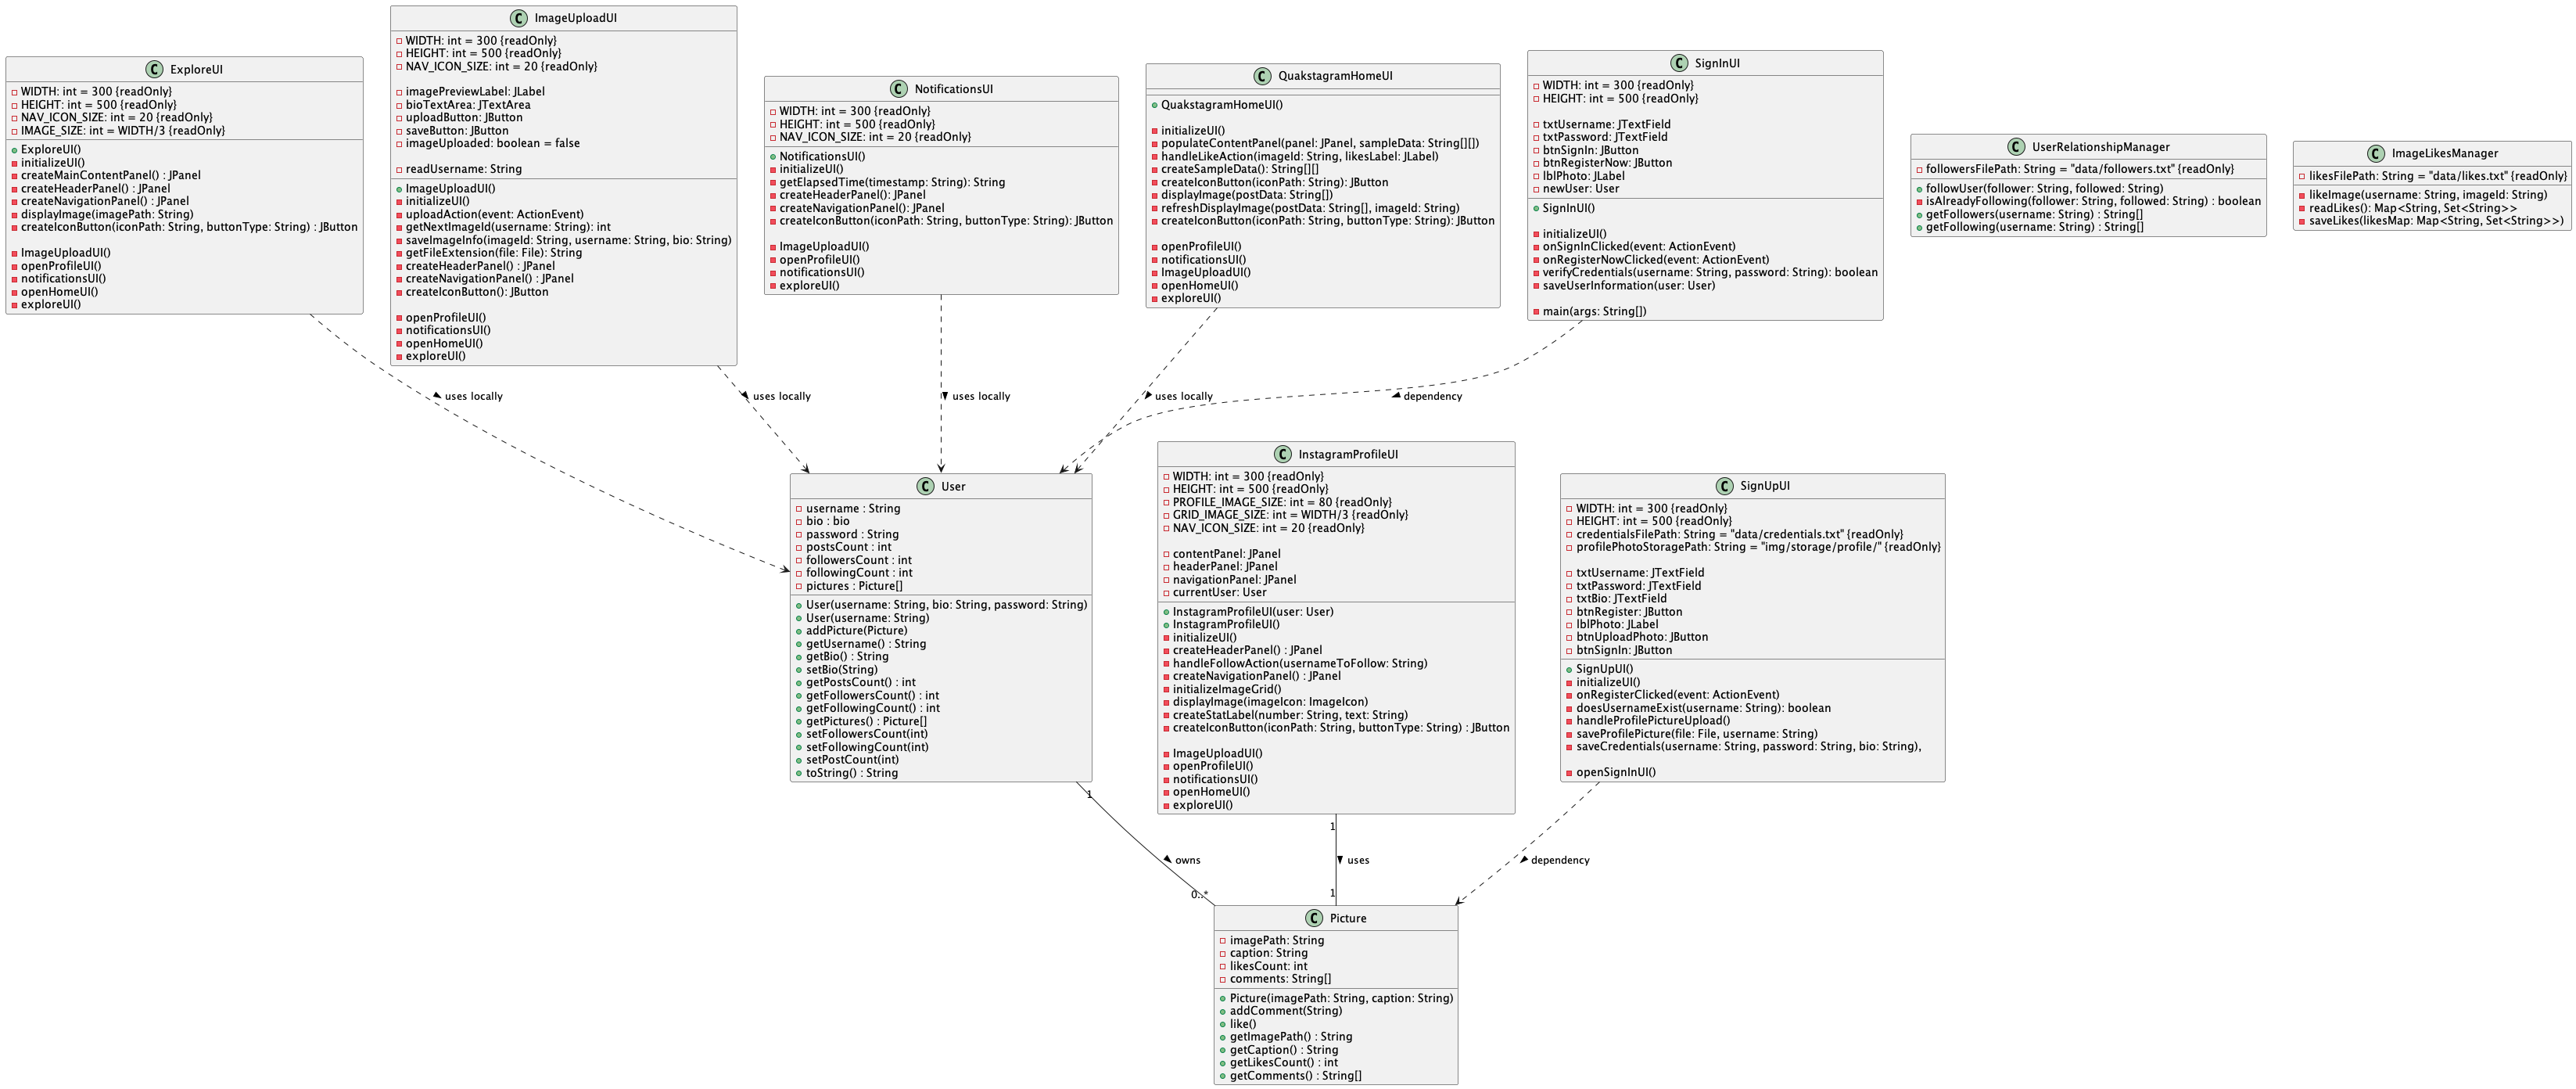 ExploreUI
WIDTH: int = 300 {readOnly}
HEIGHT: int = 500 {readOnly}
NAV_ICON_SIZE: int = 20 {readOnly}
IMAGE_SIZE: int = WIDTH/3 {readOnly}
ExploreUI()
initializeUI()
createMainContentPanel() : JPanel
createHeaderPanel() : JPanel
createNavigationPanel() : JPanel
displayImage(imagePath: String)
createIconButton(iconPath: String, buttonType: String) : JButton
ImageUploadUI()
openProfileUI()
notificationsUI()
openHomeUI()
exploreUI()
ImageUploadUI
WIDTH: int = 300 {readOnly}
HEIGHT: int = 500 {readOnly}
NAV_ICON_SIZE: int = 20 {readOnly}
imagePreviewLabel: JLabel
bioTextArea: JTextArea
uploadButton: JButton
saveButton: JButton
imageUploaded: boolean = false
readUsername: String
ImageUploadUI()
initializeUI()
uploadAction(event: ActionEvent)
getNextImageId(username: String): int
saveImageInfo(imageId: String, username: String, bio: String)
getFileExtension(file: File): String
createHeaderPanel() : JPanel
createNavigationPanel() : JPanel
createIconButton(): JButton
openProfileUI()
notificationsUI()
openHomeUI()
exploreUI()
NotificationsUI
WIDTH: int = 300 {readOnly}
HEIGHT: int = 500 {readOnly}
NAV_ICON_SIZE: int = 20 {readOnly}
NotificationsUI()
initializeUI()
getElapsedTime(timestamp: String): String
createHeaderPanel(): JPanel
createNavigationPanel(): JPanel
createIconButton(iconPath: String, buttonType: String): JButton
ImageUploadUI()
openProfileUI()
notificationsUI()
exploreUI()
QuakstagramHomeUI
QuakstagramHomeUI()
initializeUI()
populateContentPanel(panel: JPanel, sampleData: String[][])
handleLikeAction(imageId: String, likesLabel: JLabel)
createSampleData(): String[][]
createIconButton(iconPath: String): JButton
displayImage(postData: String[])
refreshDisplayImage(postData: String[], imageId: String)
createIconButton(iconPath: String, buttonType: String): JButton
openProfileUI()
notificationsUI()
ImageUploadUI()
openHomeUI()
exploreUI()
SignInUI
WIDTH: int = 300 {readOnly}
HEIGHT: int = 500 {readOnly}
txtUsername: JTextField
txtPassword: JTextField
btnSignIn: JButton
btnRegisterNow: JButton
lblPhoto: JLabel
newUser: User
SignInUI()
initializeUI()
onSignInClicked(event: ActionEvent)
onRegisterNowClicked(event: ActionEvent)
verifyCredentials(username: String, password: String): boolean
saveUserInformation(user: User)
main(args: String[])
UserRelationshipManager
followersFilePath: String = "data/followers.txt" {readOnly}
followUser(follower: String, followed: String)
isAlreadyFollowing(follower: String, followed: String) : boolean
getFollowers(username: String) : String[]
getFollowing(username: String) : String[]
ImageLikesManager
likesFilePath: String = "data/likes.txt" {readOnly}
likeImage(username: String, imageId: String)
readLikes(): Map<String, Set<String>>
saveLikes(likesMap: Map<String, Set<String>>)
uses locally
uses locally
uses locally
uses locally
dependency
User
username : String
bio : bio
password : String
postsCount : int
followersCount : int
followingCount : int
pictures : Picture[]
User(username: String, bio: String, password: String)
User(username: String)
addPicture(Picture)
getUsername() : String
getBio() : String
setBio(String)
getPostsCount() : int
getFollowersCount() : int
getFollowingCount() : int
getPictures() : Picture[]
setFollowersCount(int)
setFollowingCount(int)
setPostCount(int)
toString() : String
InstagramProfileUI
WIDTH: int = 300 {readOnly}
HEIGHT: int = 500 {readOnly}
PROFILE_IMAGE_SIZE: int = 80 {readOnly}
GRID_IMAGE_SIZE: int = WIDTH/3 {readOnly}
NAV_ICON_SIZE: int = 20 {readOnly}
contentPanel: JPanel
headerPanel: JPanel
navigationPanel: JPanel
currentUser: User
InstagramProfileUI(user: User)
InstagramProfileUI()
initializeUI()
createHeaderPanel() : JPanel
handleFollowAction(usernameToFollow: String)
createNavigationPanel() : JPanel
initializeImageGrid()
displayImage(imageIcon: ImageIcon)
createStatLabel(number: String, text: String)
createIconButton(iconPath: String, buttonType: String) : JButton
ImageUploadUI()
openProfileUI()
notificationsUI()
openHomeUI()
exploreUI()
SignUpUI
WIDTH: int = 300 {readOnly}
HEIGHT: int = 500 {readOnly}
credentialsFilePath: String = "data/credentials.txt" {readOnly}
profilePhotoStoragePath: String = "img/storage/profile/" {readOnly}
txtUsername: JTextField
txtPassword: JTextField
txtBio: JTextField
btnRegister: JButton
lblPhoto: JLabel
btnUploadPhoto: JButton
btnSignIn: JButton
SignUpUI()
initializeUI()
onRegisterClicked(event: ActionEvent)
doesUsernameExist(username: String): boolean
handleProfilePictureUpload()
saveProfilePicture(file: File, username: String)
saveCredentials(username: String, password: String, bio: String),
openSignInUI()
1
owns
0..*
1
uses
1
dependency
Picture
imagePath: String
caption: String
likesCount: int
comments: String[]
Picture(imagePath: String, caption: String)
addComment(String)
like()
getImagePath() : String
getCaption() : String
getLikesCount() : int
getComments() : String[]